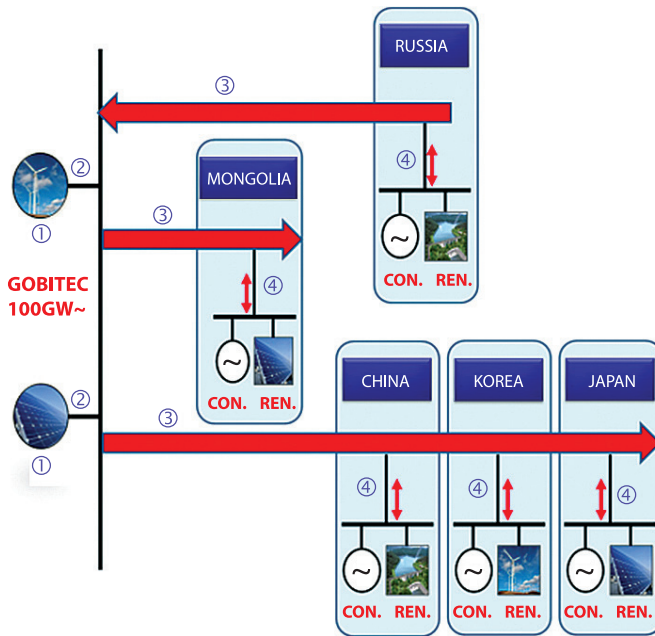 RUSSIA
③
④
②
MONGOLIA
~
①
③
CON. REN.
GOBITEC
100GW~
④
~
②
CHINA
KOREA
JAPAN
CON. REN.
③
①
④
④
④
~
~
~
CON. REN.
CON. REN.
CON. REN.